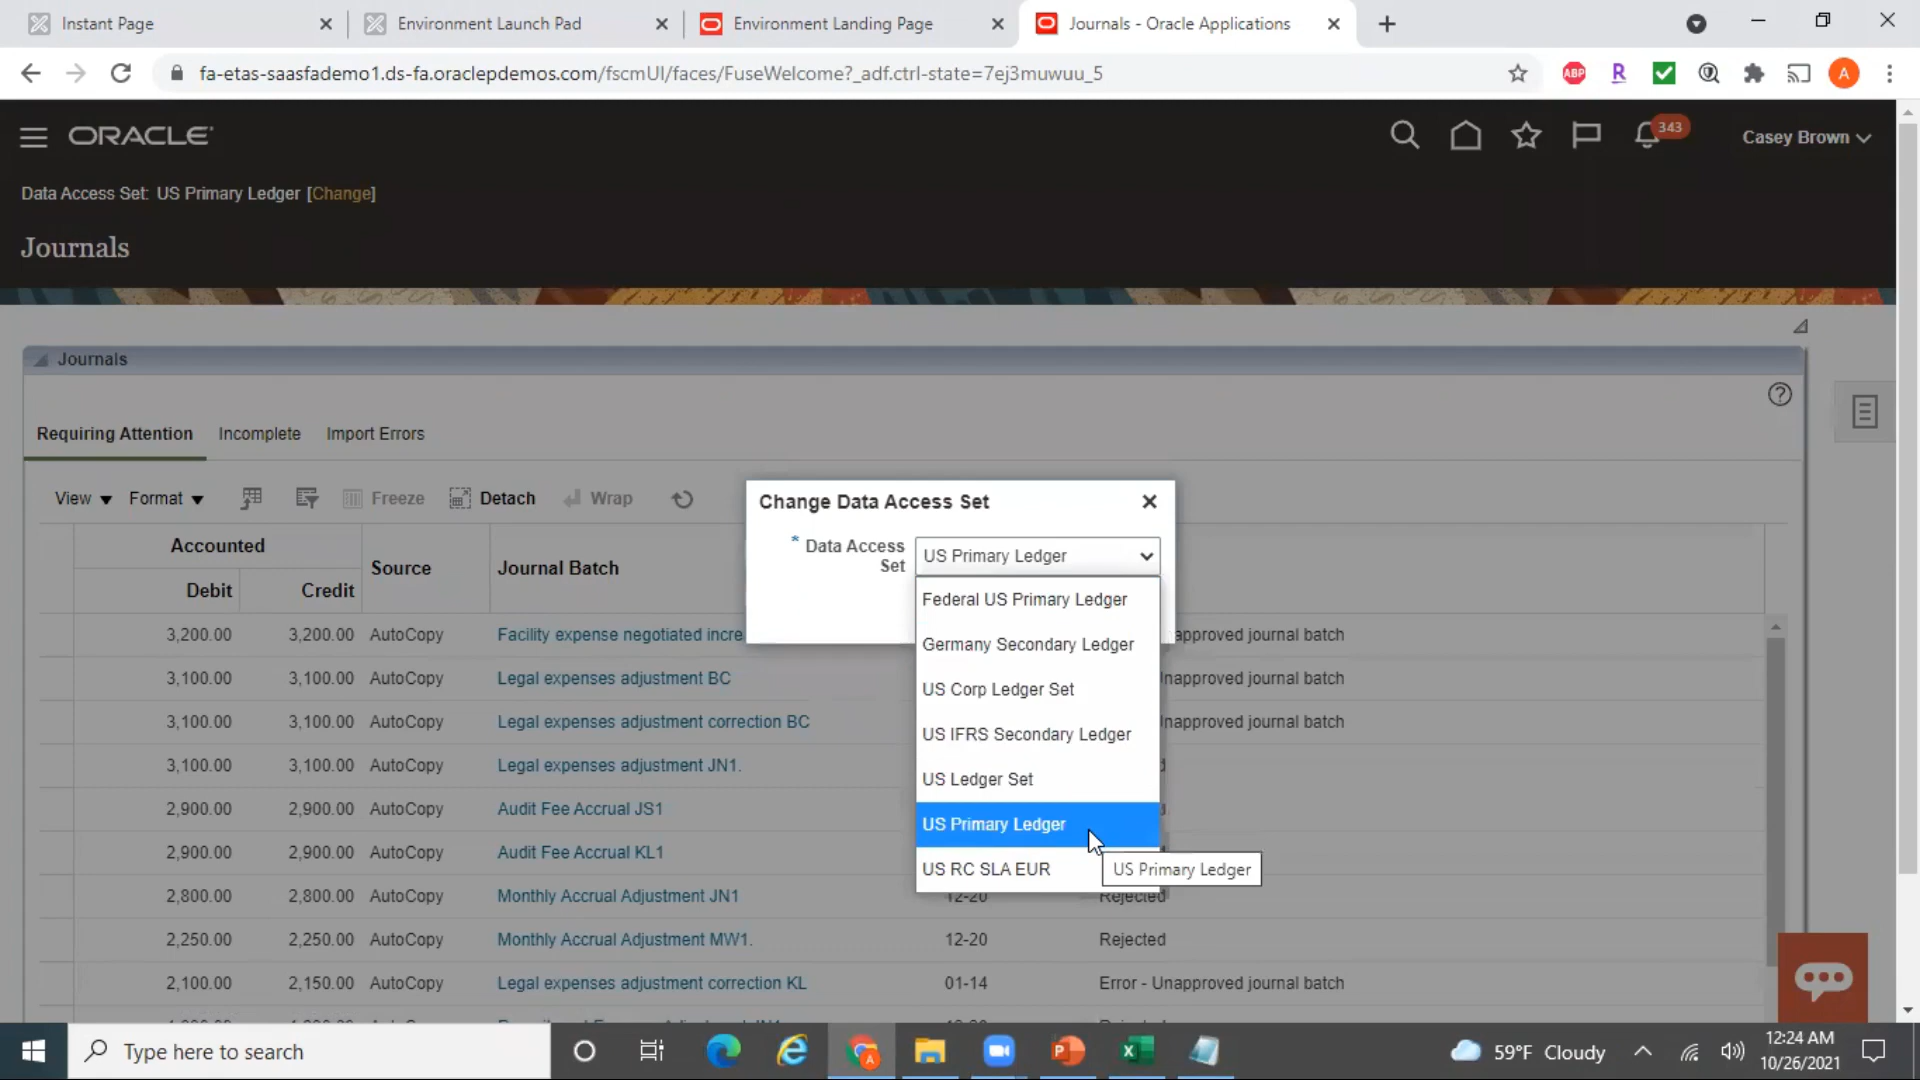 Instant Page
Environment Launch Pad
Environment Landing Page
Journals - Oracle Applications
fa-etas-saasfademo1.ds-fa.oraclepdemos.com/fscmUI/faces/FuseWelcome?_adf.ctrl-state=7ej3muwuu_5
ABP
R
A
ORACLE
343
Casey Brown
Data Access Set: US Primary Ledger [Change]
Journals
Journals
Requiring Attention Incomplete Import Errors
View Format Freeze Detach Wrap
Change Data Access Set
* Data Access Set
US Primary Ledger
Federal US Primary Ledger
Germany Secondary Ledger
US Corp Ledger Set
US IFRS Secondary Ledger
US Ledger Set
US Primary Ledger
US RC SLA EUR
US Primary Ledger
Accounted
Debit Credit Source Journal Batch
3,200.00 3,200.00 AutoCopy Facility expense negotiated incre napproved journal batch
3,100.00 3,100.00 AutoCopy Legal expenses adjustment BC napproved journal batch
3,100.00 3,100.00 AutoCopy Legal expenses adjustment correction BC napproved journal batch
3,100.00 3,100.00 AutoCopy Legal expenses adjustment JN1.
2,900.00 2,900.00 AutoCopy Audit Fee Accrual JS1
2,900.00 2,900.00 AutoCopy Audit Fee Accrual KL1
2,800.00 2,800.00 AutoCopy Monthly Accrual Adjustment JN1 12-20 Rejected
2,250.00 2,250.00 AutoCopy Monthly Accrual Adjustment MW1. 12-20 Rejected
2,100.00 2,150.00 AutoCopy Legal expenses adjustment correction KL 01-14 Error - Unapproved journal batch
Type here to search
59°F Cloudy
12:24 AM
10/26/2021